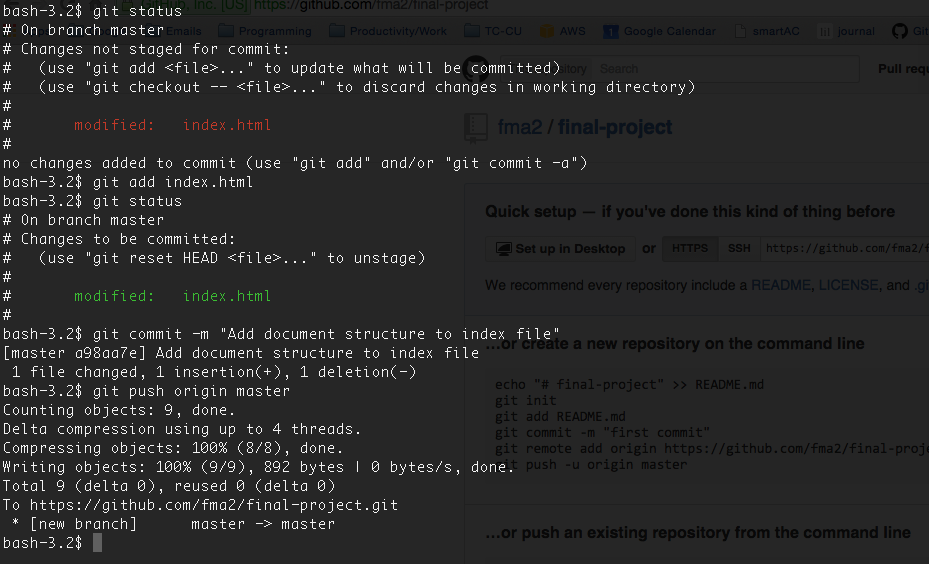 bash-3.2$ git status
# On branch master
# Changes not staged for commit:
#   (use "git add <file>..." to update what will be committed)
#   (use "git checkout -- <file>..." to discard changes in working directory)
#
#       modified:   index.html
#
no changes added to commit (use "git add" and/or "git commit -a")
bash-3.2$ git add index.html
bash-3.2$ git status
# On branch master
# Changes to be committed:
#   (use "git reset HEAD <file>..." to unstage)
#
#       modified:   index.html
#
bash-3.2$ git commit -m "Add document structure to index file"
[master a98aa7e] Add document structure to index file
 1 file changed, 1 insertion(+), 1 deletion(-)
bash-3.2$ git push origin master
Counting objects: 9, done.
Delta compression using up to 4 threads.
Compressing objects: 100% (8/8), done.
Writing objects: 100% (9/9), 892 bytes | 0 bytes/s, done.
Total 9 (delta 0), reused 0 (delta 0)
To https://github.com/fma2/final-project.git
 * [new branch]      master -> master
bash-3.2$
GitHub, Inc. [US] https://github.com/fma2/final-project
Emails Programming Productivity/Work TC-CU AWS Google Calendar smartAC journal
Search
fma2 / final-project
Quick setup — if you've done this kind of thing before
Set up in Desktop or HTTPS SSH https://github.com/fma2/
We recommend every repository include a README, LICENSE, and
...or create a new repository on the command line
echo "# final-project" >> README.md
git init
git add README.md
git commit -m "first commit"
git remote add origin https://github.com/fma2/final-proje
git push -u origin master
...or push an existing repository from the command line